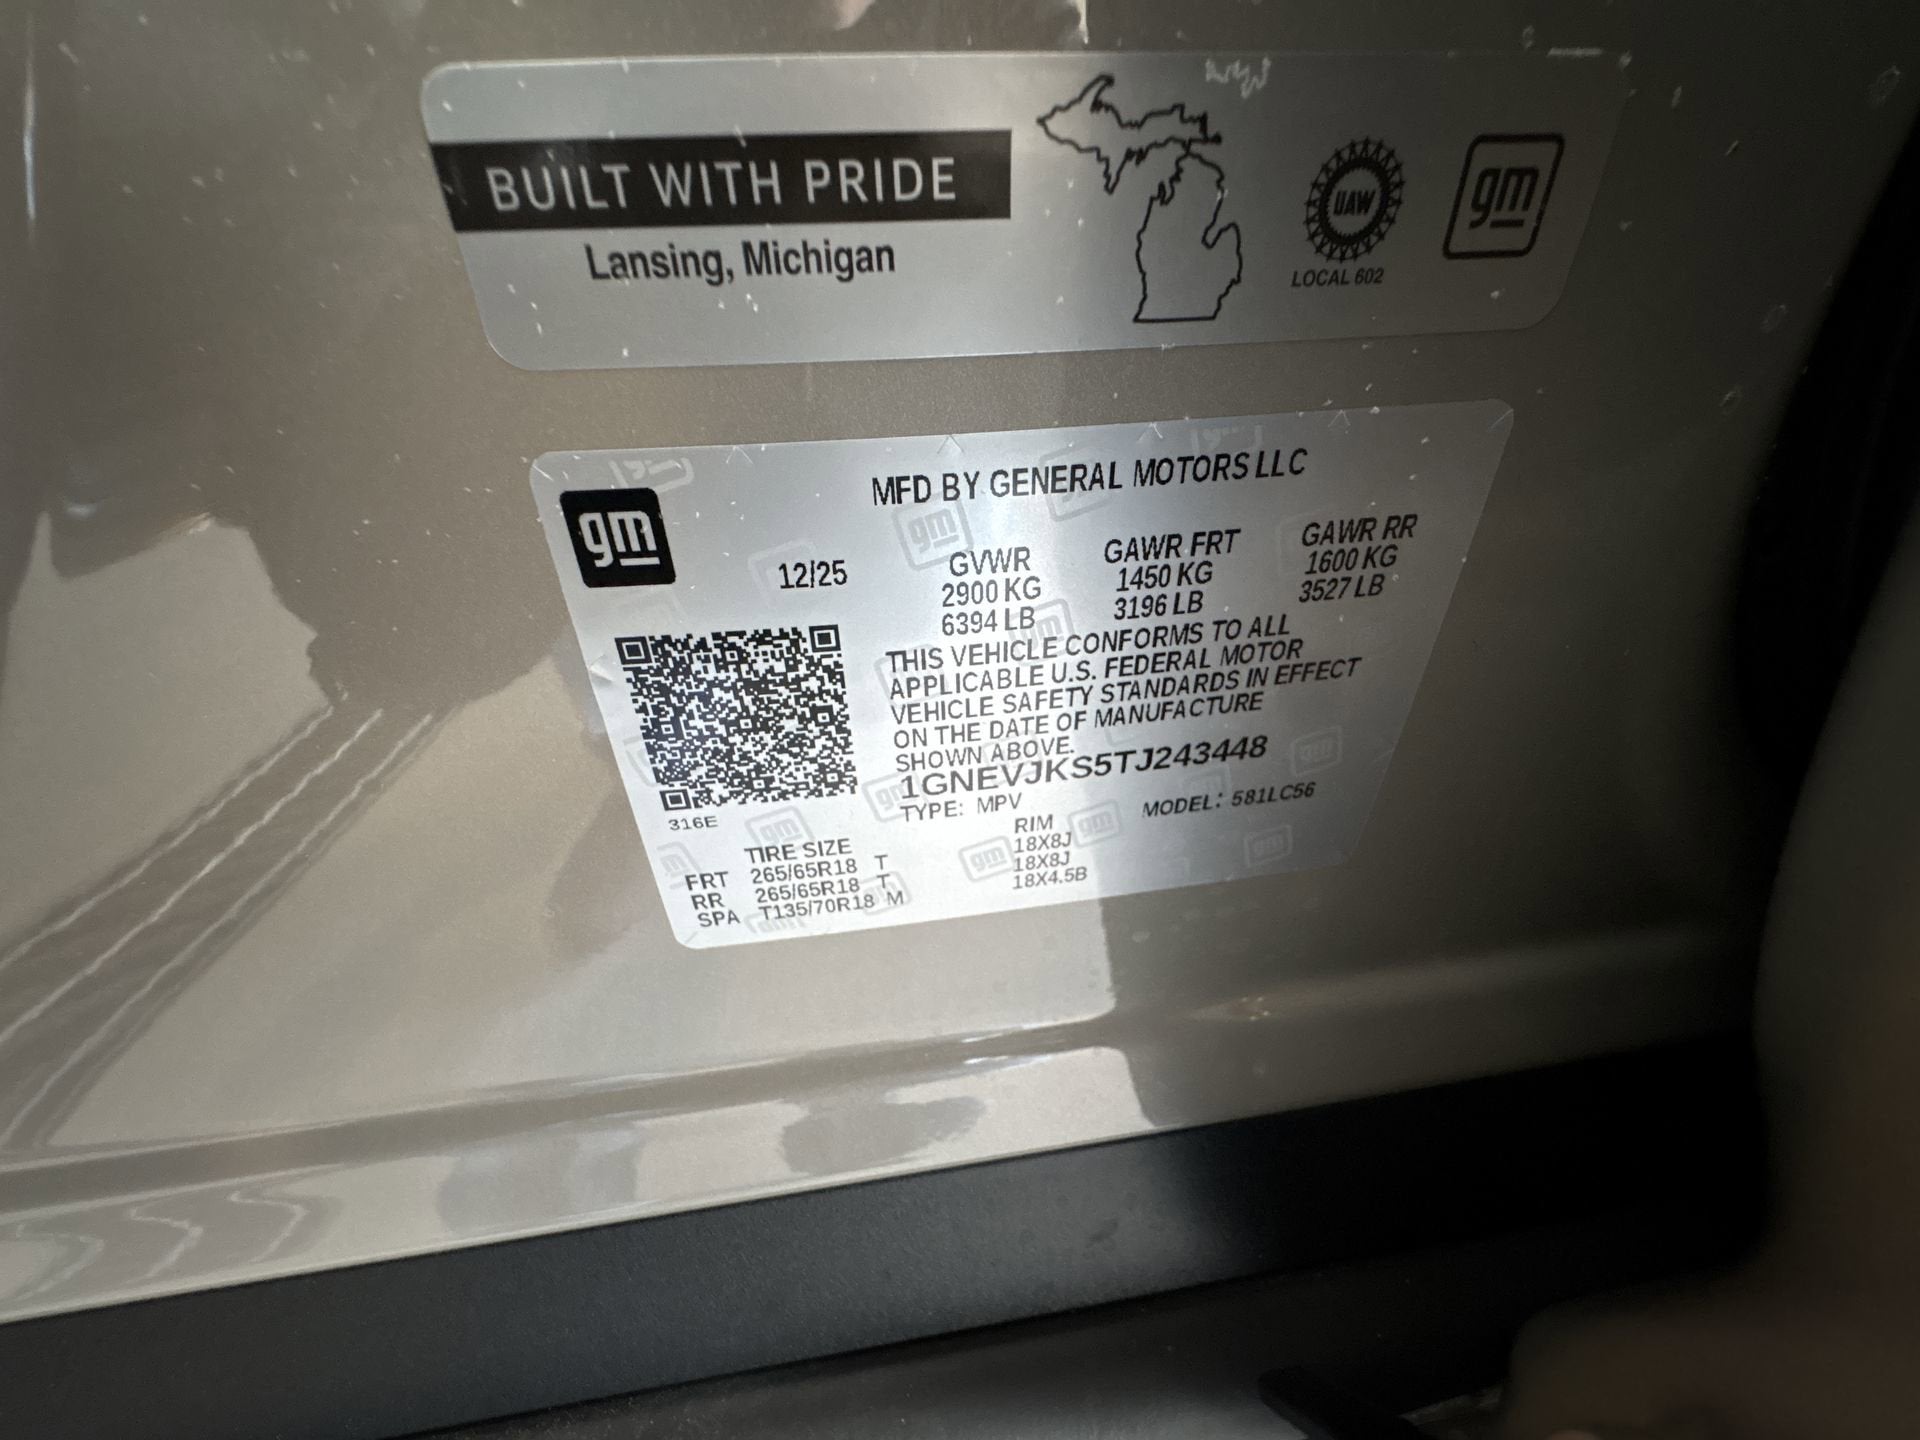 BUILT WITH PRIDE
Lansing, Michigan
UAW
LOCAL 602
gm
gm
MFD BY GENERAL MOTORS LLC
12/25
GVWR
2900 KG
6394 LB
GAWR FRT
1450 KG
3196 LB
GAWR RR
1600 KG
3527 LB
THIS VEHICLE CONFORMS TO ALL
APPLICABLE U.S. FEDERAL MOTOR
VEHICLE SAFETY STANDARDS IN EFFECT
ON THE DATE OF MANUFACTURE
SHOWN ABOVE.
1GNEVJKS5TJ243448
TYPE: MPV MODEL: 581LC56
316E
TIRE SIZE RIM
FRT 265/65R18 T 18X8J
RR 265/65R18 T 18X8J
SPA T135/70R18 M 18X4.5B